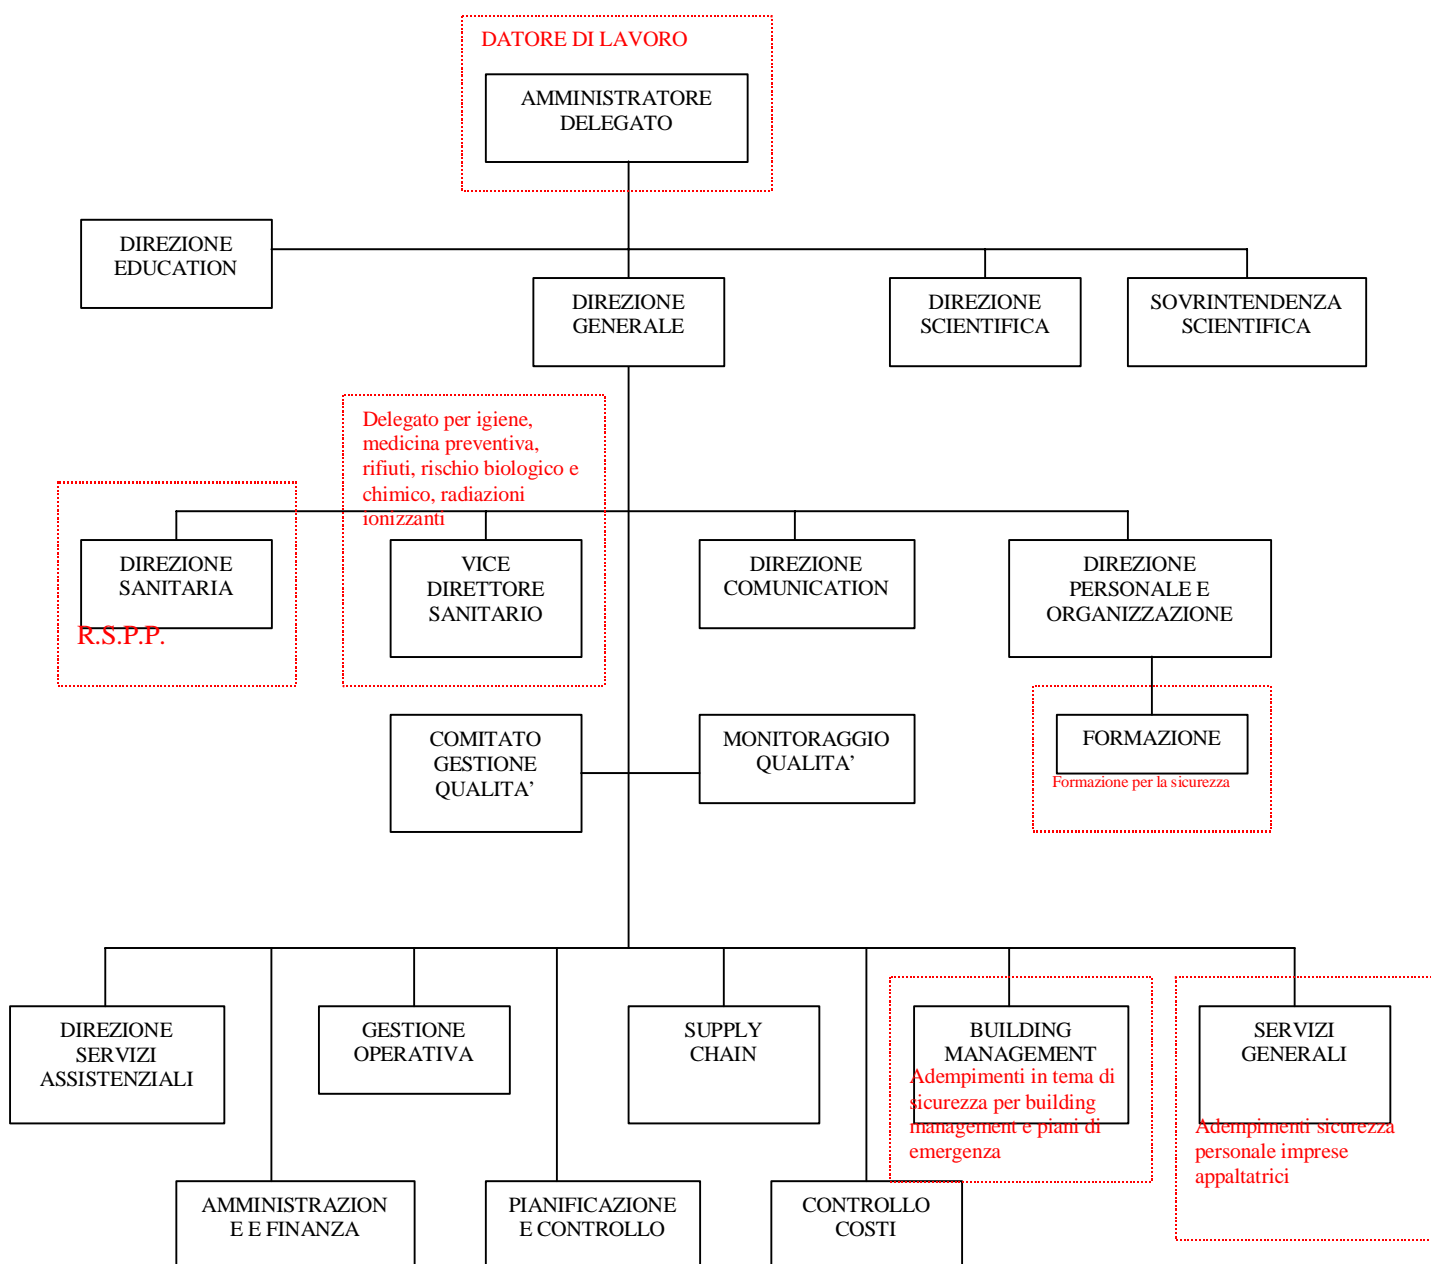 DATORE DI LAVORO
AMMINISTRATORE
DELEGATO
DIREZIONE
EDUCATION
DIREZIONE
GENERALE
DIREZIONE
SCIENTIFICA
SOVRINTENDENZA
SCIENTIFICA
Delegato per igiene,
medicina preventiva,
rifiuti, rischio biologico e
chimico, radiazioni
ionizzanti
DIREZIONE
SANITARIA
R.S.P.P.
VICE
DIRETTORE
SANITARIO
DIREZIONE
COMUNICATION
DIREZIONE
PERSONALE E
ORGANIZZAZIONE
COMITATO
GESTIONE
QUALITA’
MONITORAGGIO
QUALITA’
FORMAZIONE
Formazione per la sicurezza
DIREZIONE
SERVIZI
ASSISTENZIALI
GESTIONE
OPERATIVA
SUPPLY
CHAIN
BUILDING
MANAGEMENT
Adempimenti in tema di
sicurezza per building
management e piani di
emergenza
SERVIZI
GENERALI
Adempimenti sicurezza
personale imprese
appaltatrici
AMMINISTRAZION
E E FINANZA
PIANIFICAZIONE
E CONTROLLO
CONTROLLO
COSTI